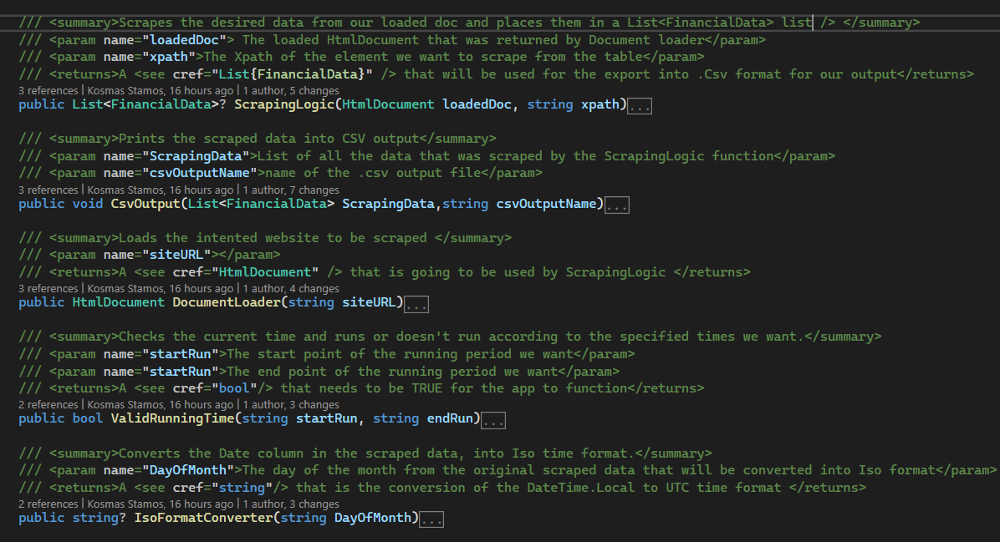 /// <summary>Scrapes the desired data from our loaded doc and places them in a List<FinancialData> list /> </summary>
/// <param name="loadedDoc"> The loaded HtmlDocument that was returned by Document loader</param>
/// <param name="xpath">The Xpath of the element we want to scrape from the table</param>
/// <returns>A <see cref="List{FinancialData}" /> that will be used for the export into .Csv format for our output</returns>
3 references | Kosmas Stamos, 16 hours ago | 1 author, 5 changes
public List<FinancialData>? ScrapingLogic(HtmlDocument loadedDoc, string xpath)...
/// <summary>Prints the scraped data into CSV output</summary>
/// <param name="ScrapingData">List of all the data that was scraped by the ScrapingLogic function</param>
/// <param name="csvOutputName">name of the .csv output file</param>
3 references | Kosmas Stamos, 16 hours ago | 1 author, 7 changes
public void CsvOutput(List<FinancialData> ScrapingData,string csvOutputName)...
/// <summary>Loads the intented website to be scraped </summary>
/// <param name="siteURL"></param>
/// <returns>A <see cref="HtmlDocument" /> that is going to be used by ScrapingLogic </returns>
3 references | Kosmas Stamos, 16 hours ago | 1 author, 4 changes
public HtmlDocument DocumentLoader(string siteURL)...
/// <summary>Checks the current time and runs or doesn't run according to the specified times we want.</summary>
/// <param name="startRun">The start point of the running period we want</param>
/// <param name="startRun">The end point of the running period we want</param>
/// <returns>A <see cref="bool"/> that needs to be TRUE for the app to function</returns>
2 references | Kosmas Stamos, 16 hours ago | 1 author, 3 changes
public bool ValidRunningTime(string startRun, string endRun)...
/// <summary>Converts the Date column in the scraped data, into Iso time format.</summary>
/// <param name="DayOfMonth">The day of the month from the original scraped data that will be converted into Iso format</param>
/// <returns>A <see cref="string"/> that is the conversion of the DateTime.Local to UTC time format </returns>
2 references | Kosmas Stamos, 16 hours ago | 1 author, 3 changes
public string? IsoFormatConverter(string DayOfMonth)...